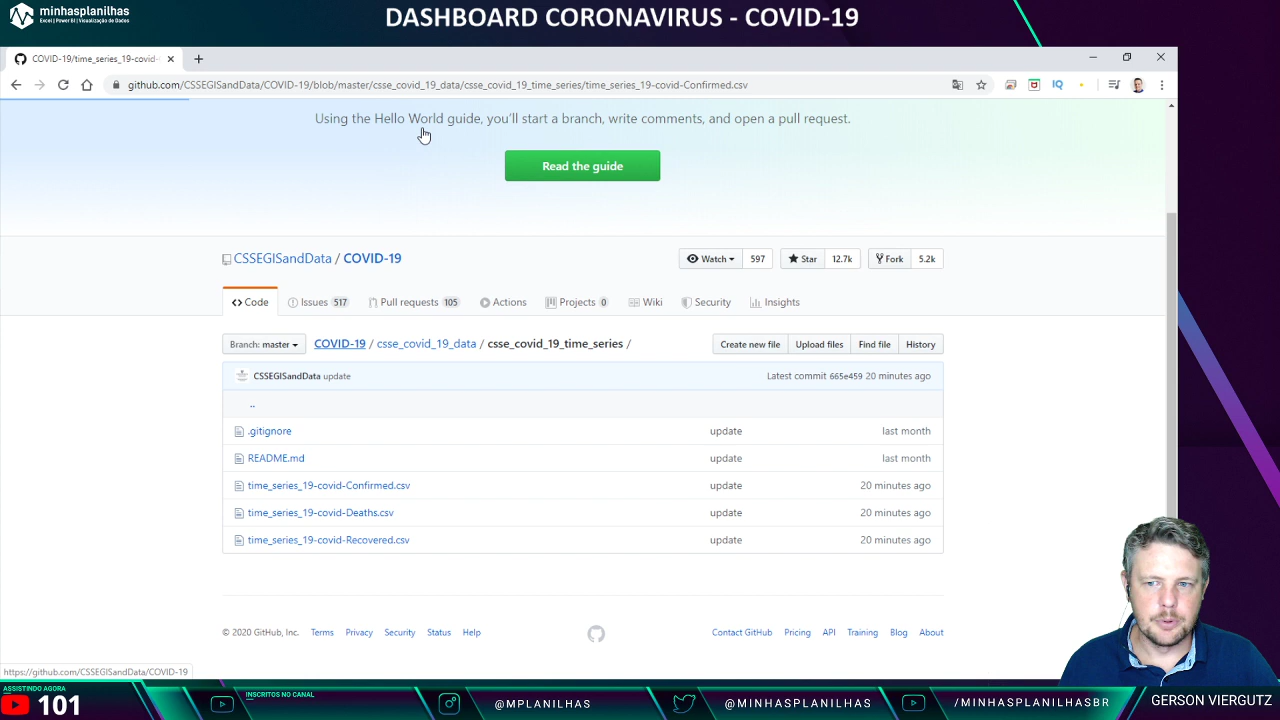 minhasplanilhas
Excel | Power BI | Visualização de Dados
DASHBOARD CORONAVIRUS - COVID-19
COVID-19/time_series_19-covid-
github.com/CSSEGISandData/COVID-19/blob/master/csse_covid_19_data/csse_covid_19_time_series/time_series_19-covid-Confirmed.csv
IQ
Using the Hello World guide, you'll start a branch, write comments, and open a pull request.
Read the guide
CSSEGISandData / COVID-19
Watch 597 Star 12.7k Fork 5.2k
Code Issues 517 Pull requests 105 Actions Projects 0 Wiki Security Insights
Branch: master COVID-19 / csse_covid_19_data / csse_covid_19_time_series / Create new file Upload files Find file History
CSSEGISandData update Latest commit 665e459 20 minutes ago
..
.gitignore update last month
README.md update last month
time_series_19-covid-Confirmed.csv update 20 minutes ago
time_series_19-covid-Deaths.csv update 20 minutes ago
time_series_19-covid-Recovered.csv update 20 minutes ago
© 2020 GitHub, Inc. Terms Privacy Security Status Help Contact GitHub Pricing API Training Blog About
https://github.com/CSSEGISandData/COVID-19
ASSISTINDO AGORA
101
INSCRITOS NO CANAL
@MPLANILHAS
@MINHASPLANILHAS
/MINHASPLANILHASBR
GERSON VIERGUTZ